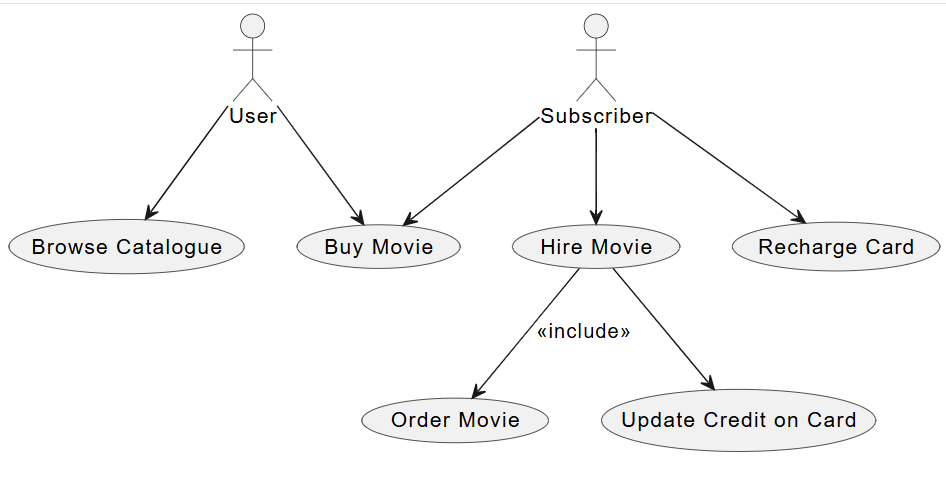 User
Subscriber
Browse Catalogue
Buy Movie
Hire Movie
Recharge Card
«include»
Order Movie
Update Credit on Card